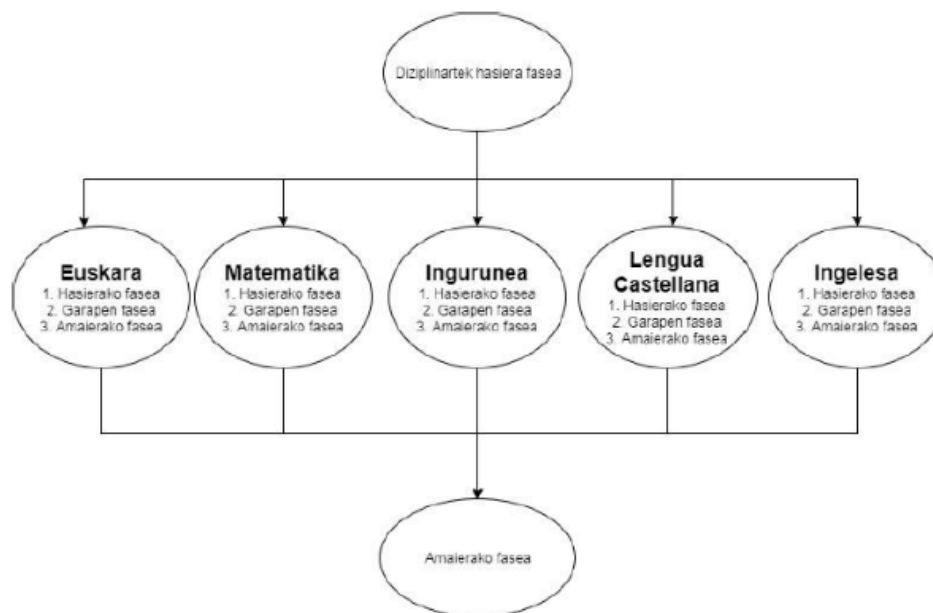 Diziplinartek hasiera fasea
Euskara
1. Hasierako fasea
2. Garapen fasea
3. Amaierako fasea
Matematika
1. Hasierako fasea
2. Garapen fasea
3. Amaierako fasea
Ingurunea
1. Hasierako fasea
2. Garapen fasea
3. Amaierako fasea
Lengua
Castellana
1. Hasierako fasea
2. Garapen fasea
3. Amaierako fasea
Ingelesa
1. Hasierako fasea
2. Garapen fasea
3. Amaierako fasea
Amaierako fasea